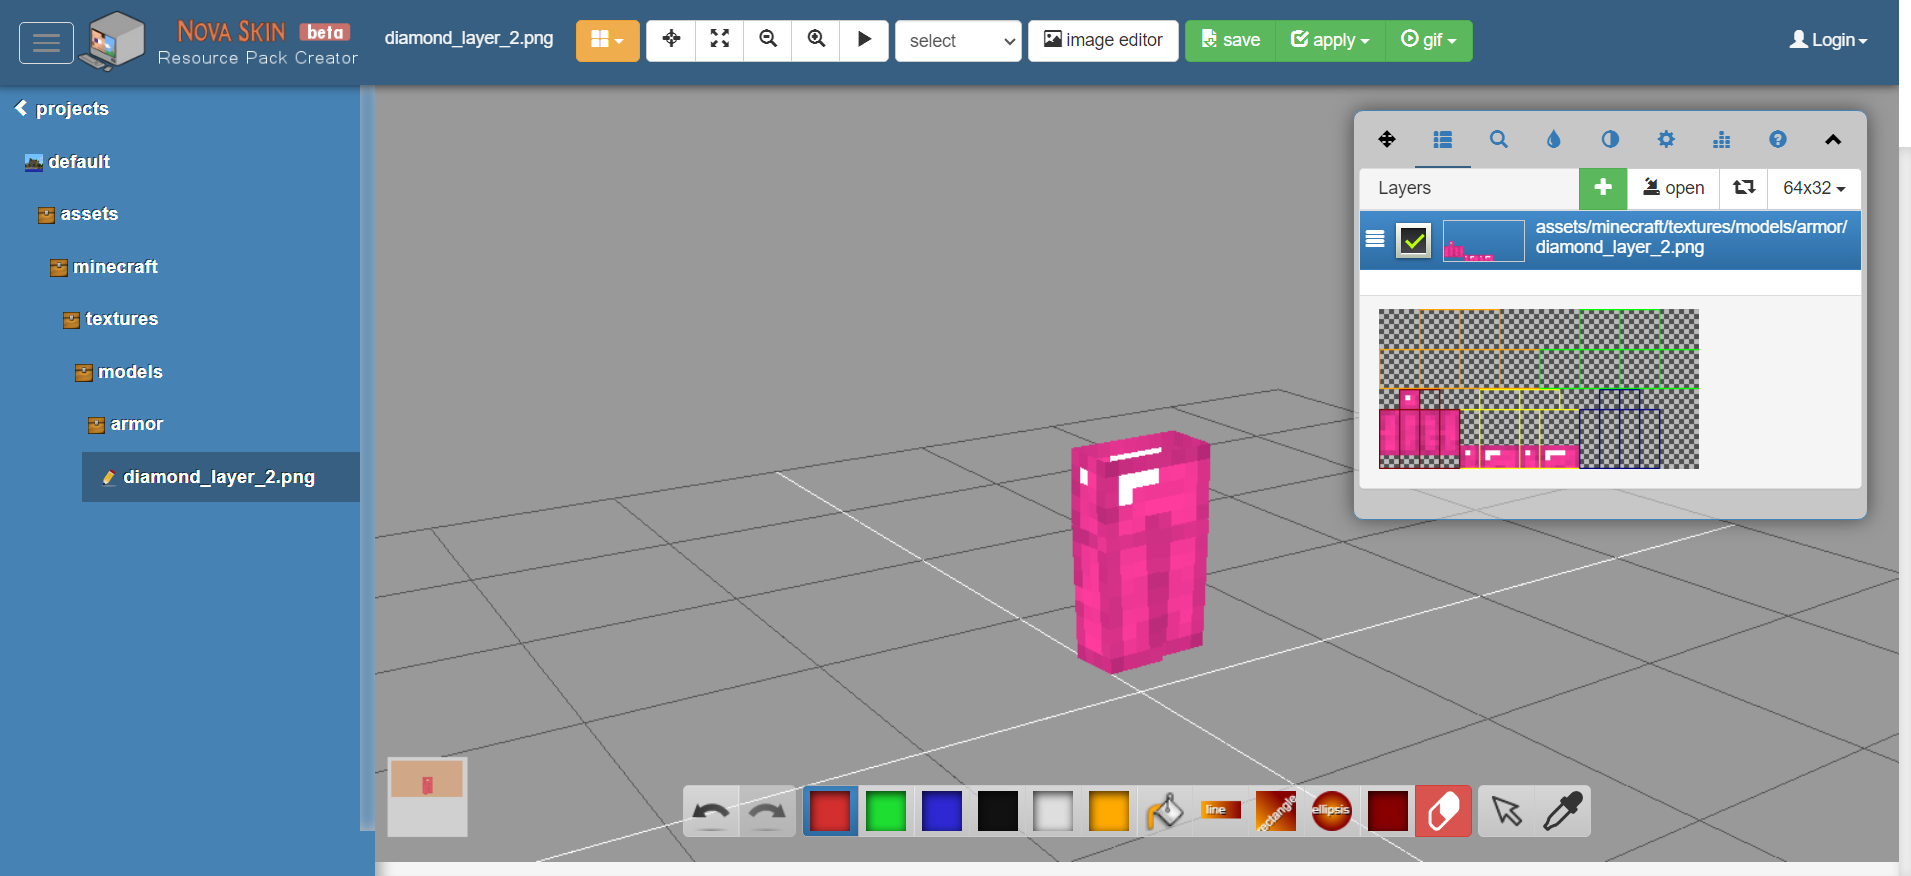 NOVA SKIN beta
Resource Pack Creator
diamond_layer_2.png
select
image editor
save
apply
gif
Login
projects
default
assets
minecraft
textures
models
armor
diamond_layer_2.png
Layers
open
64x32
assets/minecraft/textures/models/armor/
diamond_layer_2.png
line
rectangle
ellipsis